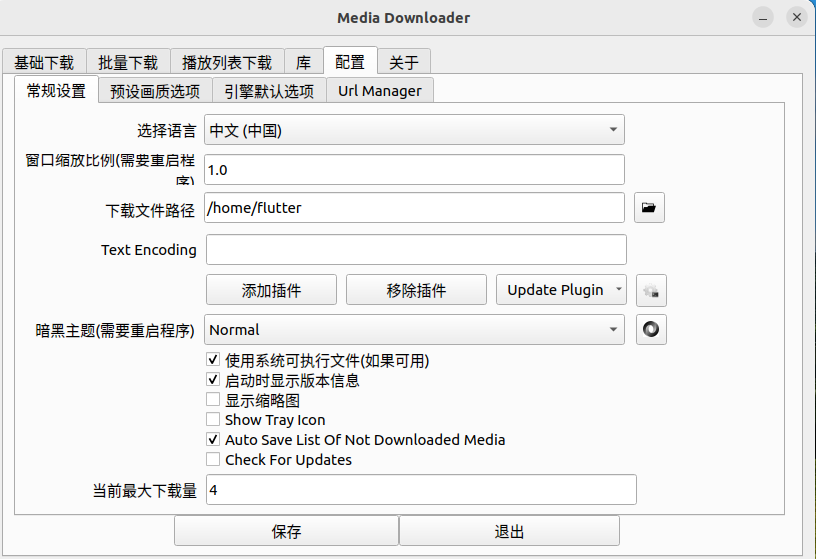 Media Downloader
基础下载 批量下载 播放列表下载 库 配置 关于
常规设置 预设画质选项 引擎默认选项 Url Manager
选择语言 中文 (中国)
窗口缩放比例(需要重启程
序) 1.0
下载文件路径 /home/flutter
Text Encoding
添加插件 移除插件 Update Plugin
暗黑主题(需要重启程序) Normal
使用系统可执行文件(如果可用)
启动时显示版本信息
显示缩略图
Show Tray Icon
Auto Save List Of Not Downloaded Media
Check For Updates
当前最大下载量 4
保存 退出